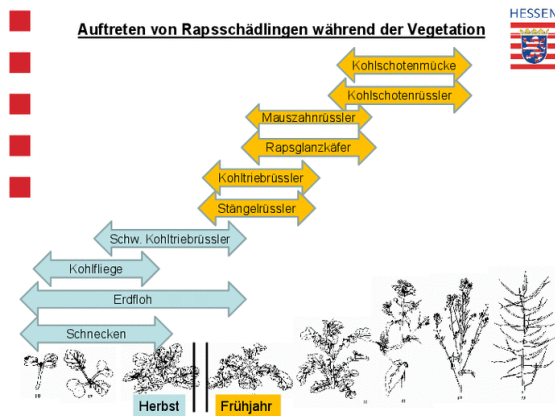 HESSEN
Auftreten von Rapsschädlingen während der Vegetation
Kohlschotenmücke
Kohlschotenrüssler
Mauszahnrüssler
Rapsglanzkäfer
Kohltriebrüssler
Stängelrüssler
Schw. Kohltriebrüssler
Kohlfliege
Erdfloh
Schnecken
Herbst
Frühjahr